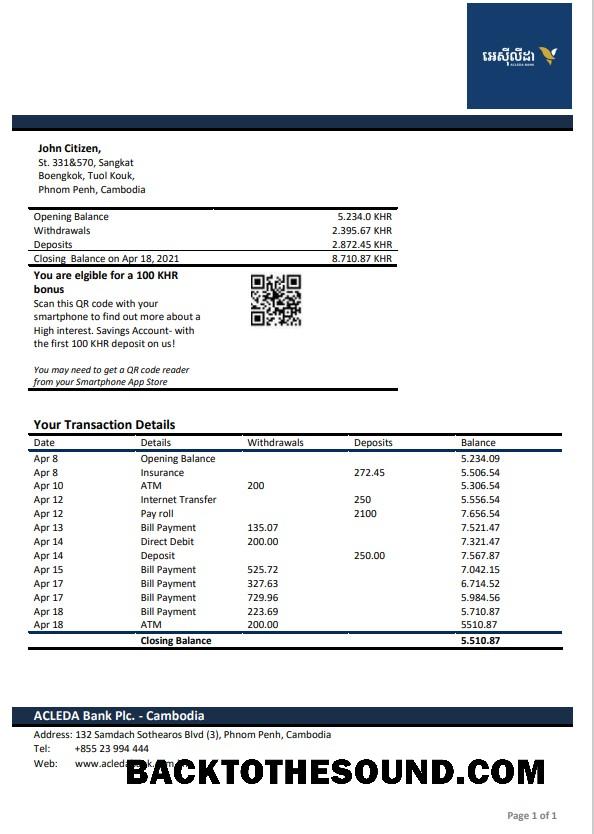 អេស៊ីលីដា
ACLEDA BANK
John Citizen,
St. 331&570, Sangkat
Boengkok, Tuol Kouk,
Phnom Penh, Cambodia
Opening Balance 5.234.0 KHR
Withdrawals 2.395.67 KHR
Deposits 2.872.45 KHR
Closing Balance on Apr 18, 2021 8.710.87 KHR
You are elgible for a 100 KHR
bonus
Scan this QR code with your
smartphone to find out more about a
High interest. Savings Account- with
the first 100 KHR deposit on us!
You may need to get a QR code reader
from your Smartphone App Store
Your Transaction Details
Date Details Withdrawals Deposits Balance
Apr 8 Opening Balance 5.234.09
Apr 8 Insurance 272.45 5.506.54
Apr 10 ATM 200 5.306.54
Apr 12 Internet Transfer 250 5.556.54
Apr 12 Pay roll 2100 7.656.54
Apr 13 Bill Payment 135.07 7.521.47
Apr 14 Direct Debit 200.00 7.321.47
Apr 14 Deposit 250.00 7.567.87
Apr 15 Bill Payment 525.72 7.042.15
Apr 17 Bill Payment 327.63 6.714.52
Apr 17 Bill Payment 729.96 5.984.56
Apr 18 Bill Payment 223.69 5.710.87
Apr 18 ATM 200.00 5510.87
Closing Balance 5.510.87
ACLEDA Bank Plc. - Cambodia
Address: 132 Samdach Sothearos Blvd (3), Phnom Penh, Cambodia
Tel: +855 23 994 444
Web:
BACKTOTHESOUND.COM
Page 1 of 1